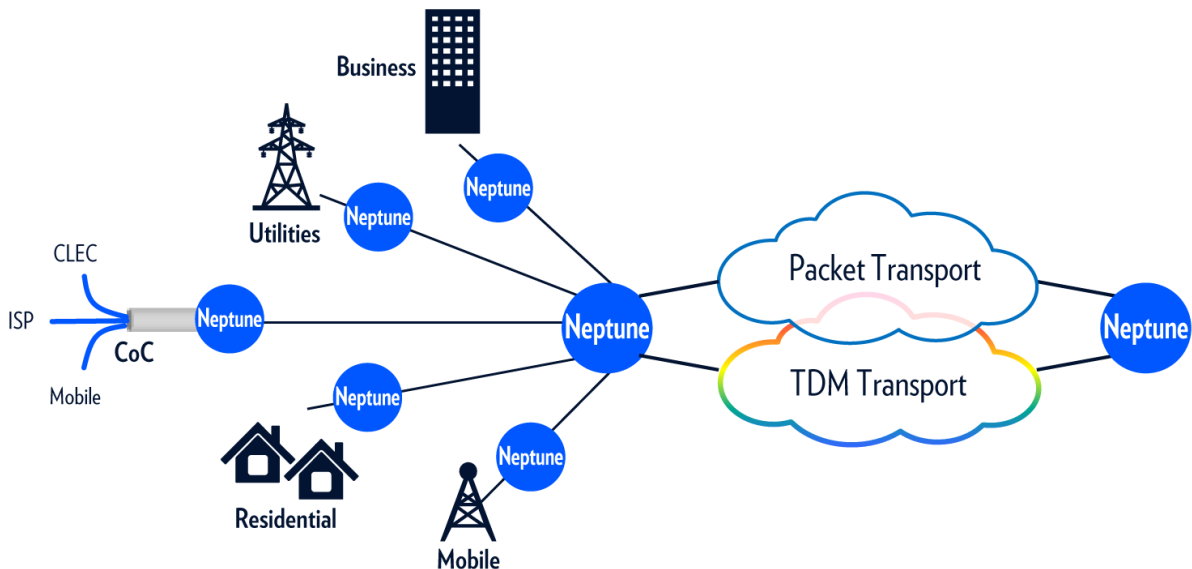 Business
Neptune
Utilities
Neptune
CLEC
ISP
Mobile
CoC
Neptune
Neptune
Residential
Neptune
Mobile
Neptune
Packet Transport
TDM Transport
Neptune
Neptune